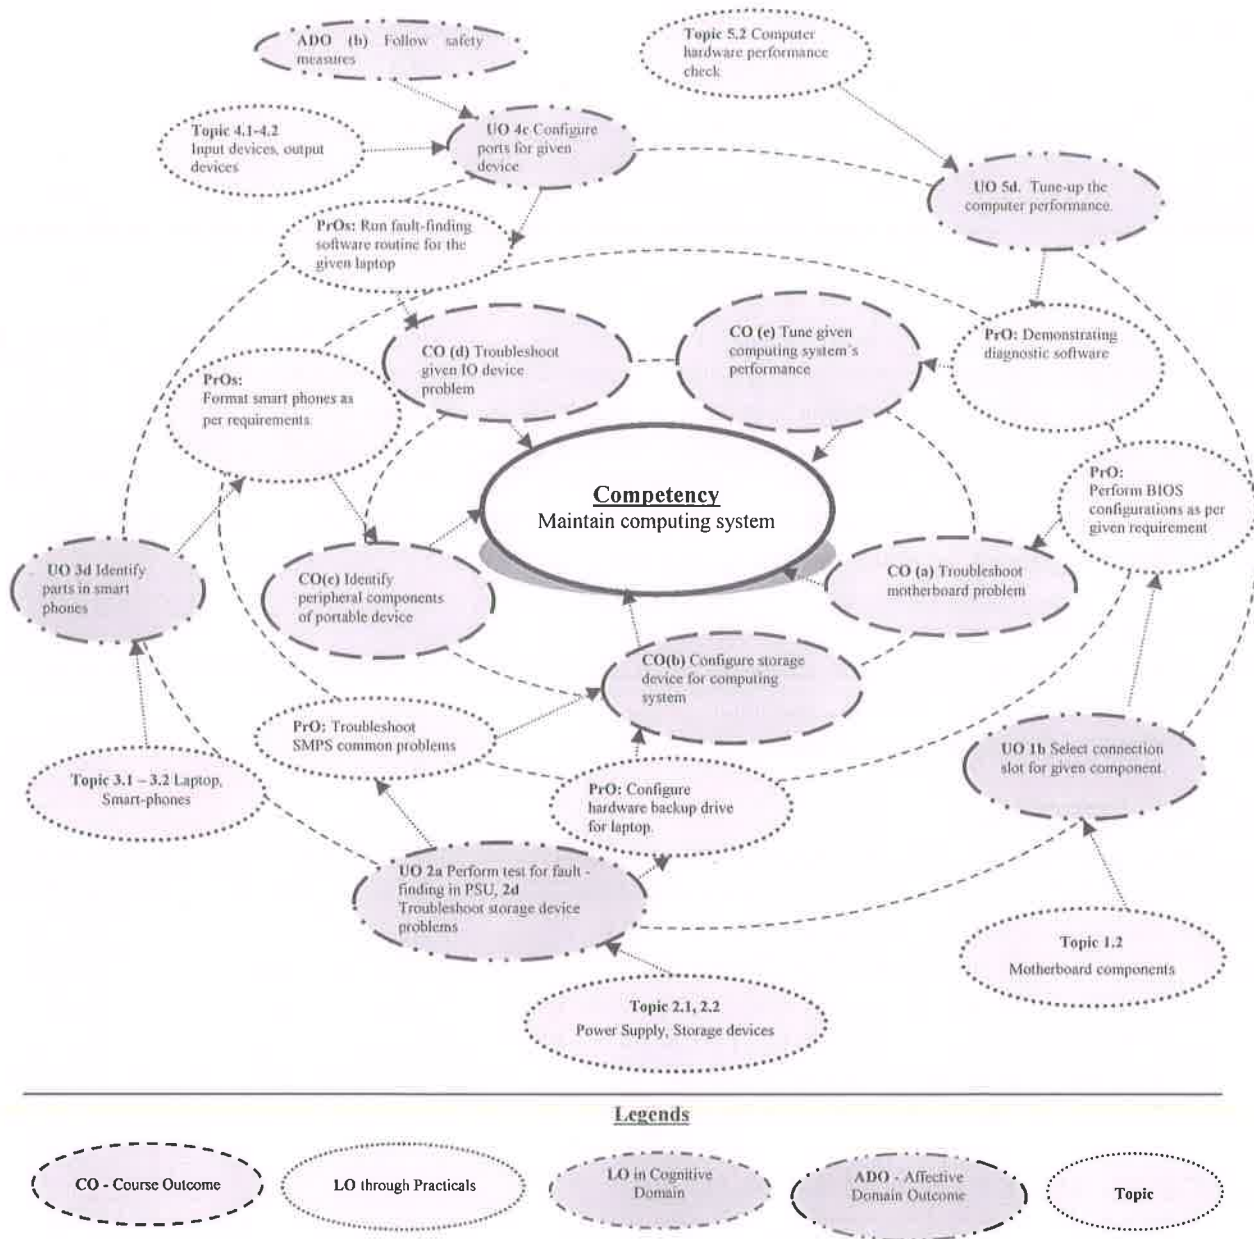 ADO (b) Follow safety
measures
Topic 5.2 Computer
hardware performance
check
Topic 4.1-4.2
Input devices, output
devices
UO 4c Configure
ports for given
device
UO 5d. Tune-up the
computer performance.
PrOs: Run fault-finding
software routine for the
given laptop
CO (d) Troubleshoot
given IO device
problem
CO (e) Tune given
computing system's
performance
PrO: Demonstrating
diagnostic software
PrOs:
Format smart phones as
per requirements.
PrO:
Perform BIOS
configurations as per
given requirement
Competency
Maintain computing system
UO 3d Identify
parts in smart
phones
CO(c) Identify
peripheral components
of portable device
CO (a) Troubleshoot
motherboard problem
CO(b) Configure storage
device for computing
system
PrO: Troubleshoot
SMPS common problems
UO 1b Select connection
slot for given component.
Topic 3.1 – 3.2 Laptop,
Smart-phones
PrO: Configure
hardware backup drive
for laptop.
UO 2a Perform test for fault -
finding in PSU, 2d
Troubleshoot storage device
problems
Topic 1.2
Motherboard components
Topic 2.1, 2.2
Power Supply, Storage devices
Legends
CO - Course Outcome
LO through Practicals
LO in Cognitive
Domain
ADO - Affective
Domain Outcome
Topic